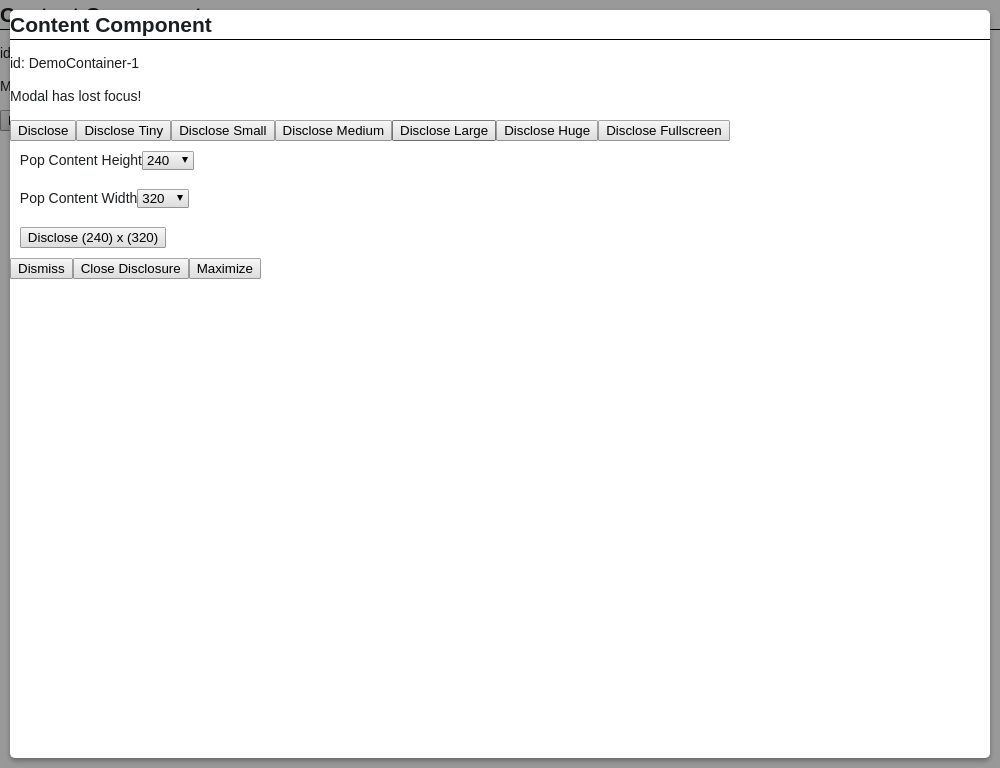 Content Component
id: DemoContainer-1
Modal has lost focus!
Disclose Disclose Tiny Disclose Small Disclose Medium Disclose Large Disclose Huge Disclose Fullscreen
Pop Content Height 240
Pop Content Width 320
Disclose (240) x (320)
Dismiss Close Disclosure Maximize